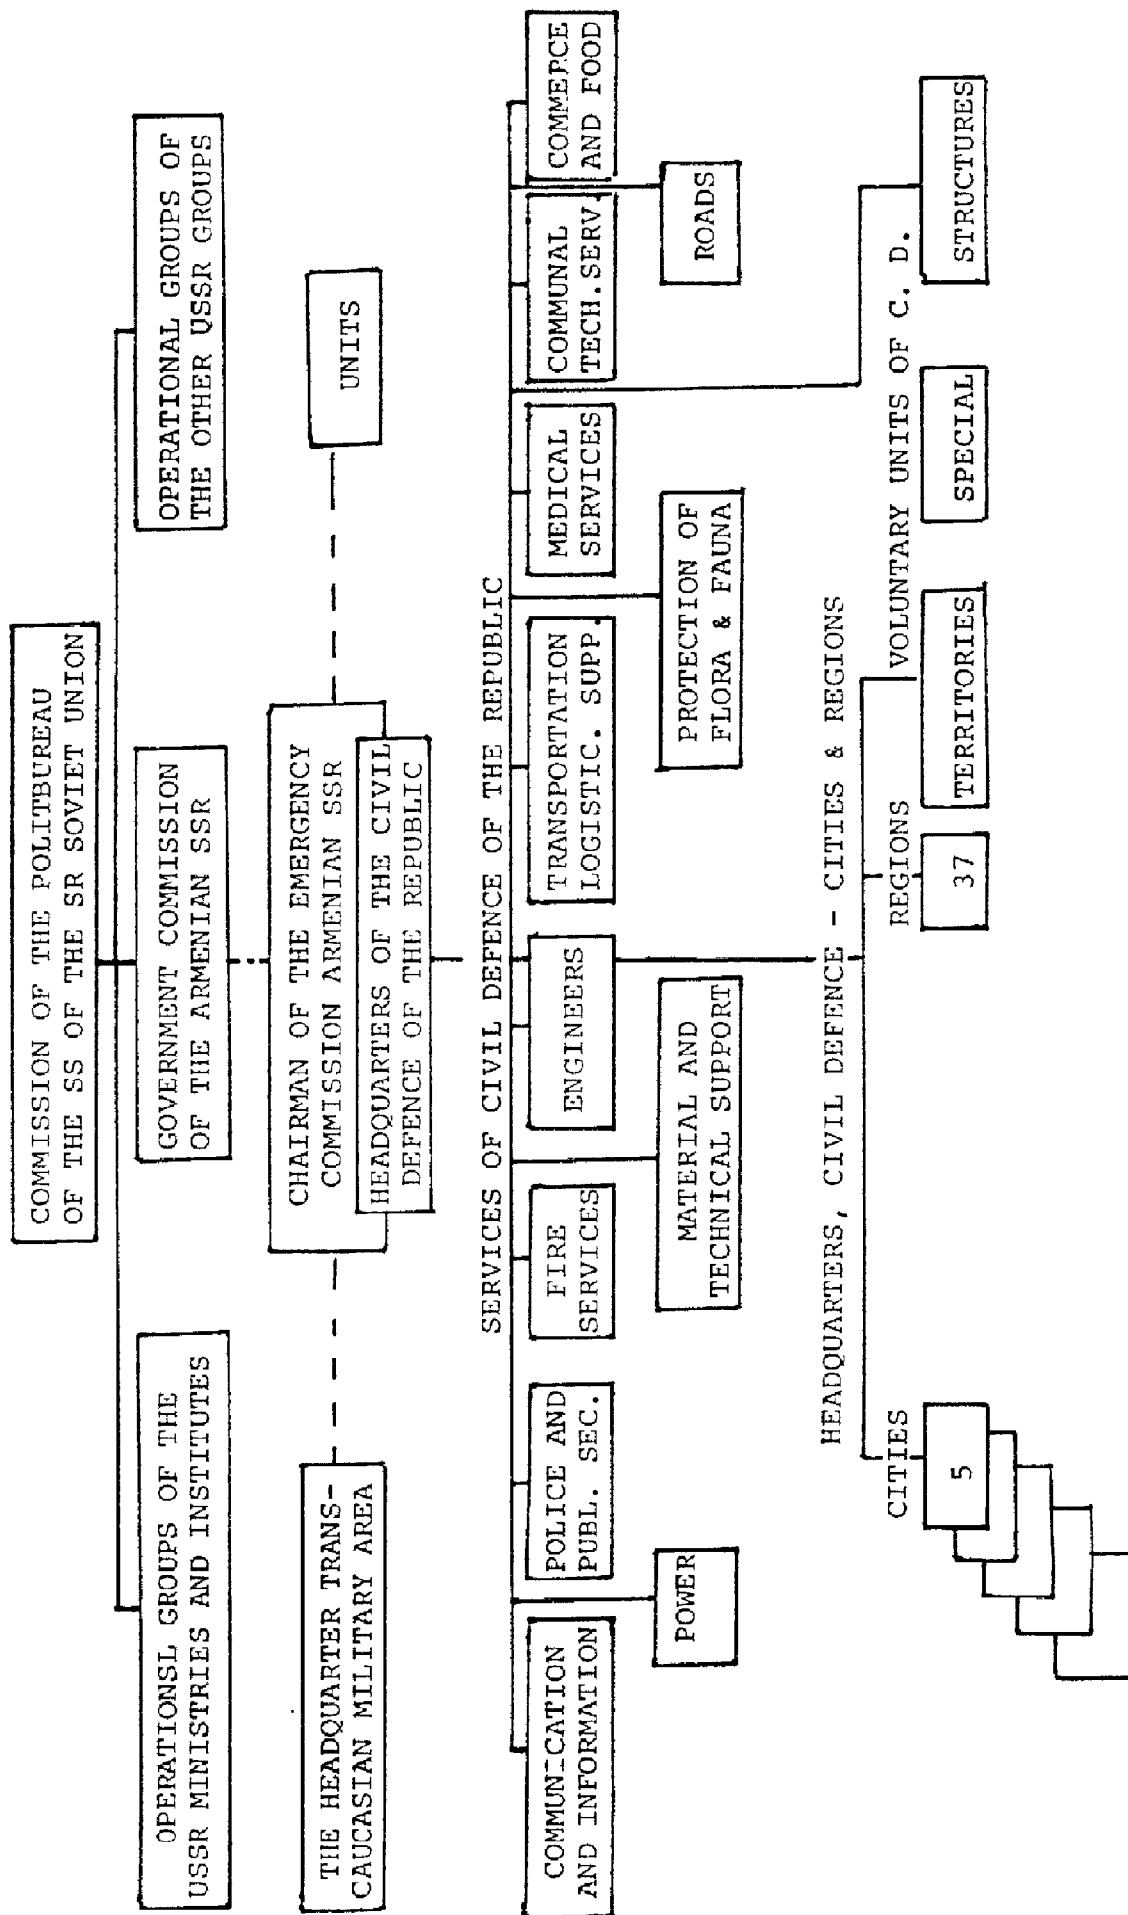 COMMISSION OF THE POLITBUREAU
OF THE SS OF THE SR SOVIET UNION
OPERATIONSL GROUPS OF THE
USSR MINISTRIES AND INSTITUTES
GOVERNMENT COMMISSION
OF THE ARMENIAN SSR
OPERATIONAL GROUPS OF
THE OTHER USSR GROUPS
THE HEADQUARTER TRANS-
CAUCASIAN MILITARY AREA
CHAIRMAN OF THE EMERGENCY
COMMISSION ARMENIAN SSR
HEADQUARTERS OF THE CIVIL
DEFENCE OF THE REPUBLIC
UNITS
SERVICES OF CIVIL DEFENCE OF THE REPUBLIC
COMMUNICATION
AND INFORMATION
POLICE AND
PUBL. SEC.
FIRE
SERVICES
ENGINEERS
TRANSPORTATION
LOGISTIC. SUPP.
MEDICAL
SERVICES
COMMUNAL
TECH.SERV.
COMMERCE
AND FOOD
POWER
MATERIAL AND
TECHNICAL SUPPORT
PROTECTION OF
FLORA & FAUNA
ROADS
HEADQUARTERS, CIVIL DEFENCE - CITIES & REGIONS
CITIES
REGIONS
VOLUNTARY UNITS OF C. D.
5
37
TERRITORIES
SPECIAL
STRUCTURES